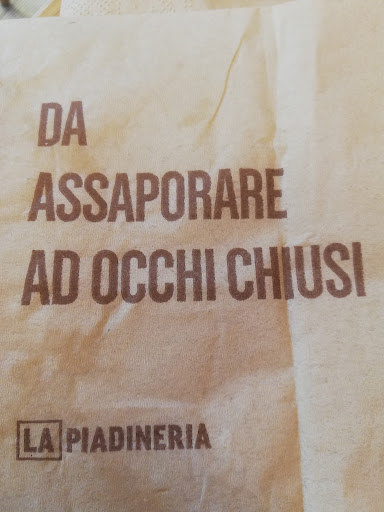 DA
ASSAPORARE
AD OCCHI CHIUSI
LA PIADINERIA